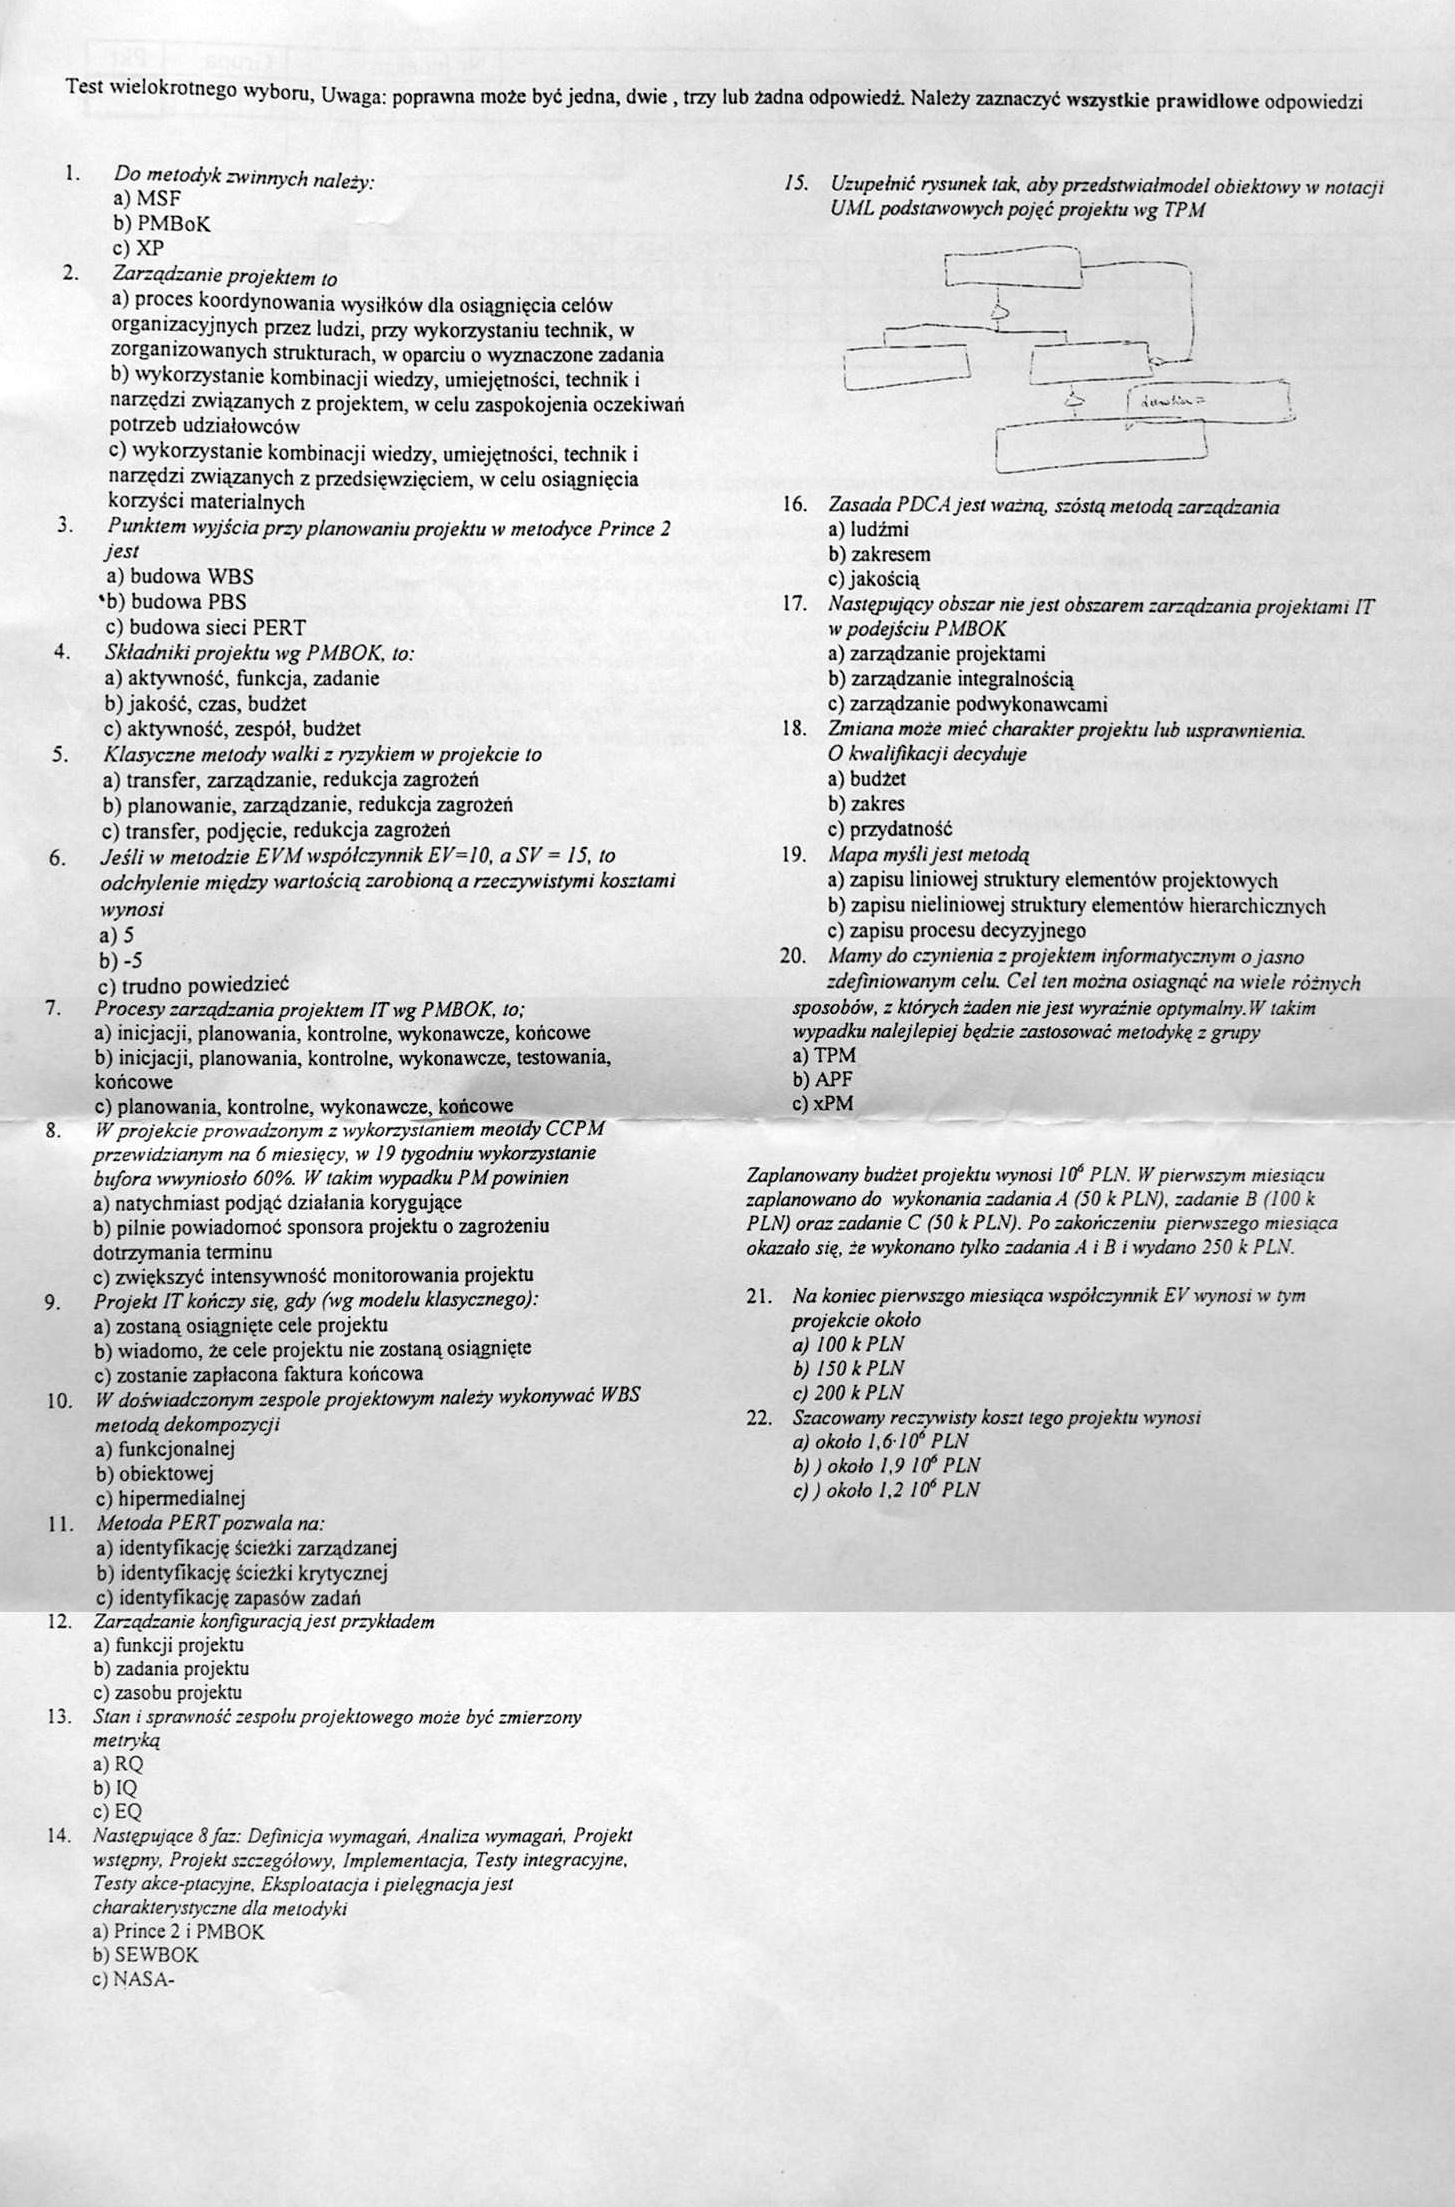 Test wielokrotnego wyboru, Uwaga: poprawna może być jedna, dwie , trzy lub żadna odpowiedź. Należy zaznaczyć wszystkie prawidlowe odpowiedzi
1. Do metodyk zwinnych należy:
a) MSF
b) PMBoK
c) XP
2. Zarządzanie projektem to
a) proces koordynowania wysiłków dla osiągnięcia celów
organizacyjnych przez ludzi, przy wykorzystaniu technik, w
zorganizowanych strukturach, w oparciu o wyznaczone zadania
b) wykorzystanie kombinacji wiedzy, umiejętności, technik i
narzędzi związanych z projektem, w celu zaspokojenia oczekiwań
potrzeb udziałowców
c) wykorzystanie kombinacji wiedzy, umiejętności, technik i
narzędzi związanych z przedsięwzięciem, w celu osiągnięcia
korzyści materialnych
3. Punktem wyjścia przy planowaniu projektu w metodyce Prince 2
jest
a) budowa WBS
b) budowa PBS
c) budowa sieci PERT
4. Składniki projektu wg PMBOK, to:
a) aktywność, funkcja, zadanie
b) jakość, czas, budżet
c) aktywność, zespół, budżet
5. Klasyczne metody walki z ryzykiem w projekcie to
a) transfer, zarządzanie, redukcja zagrożeń
b) planowanie, zarządzanie, redukcja zagrożeń
c) transfer, podjęcie, redukcja zagrożeń
6. Jeśli w metodzie EVM współczynnik EV=10, a SV = 15, to
odchylenie między wartością zarobioną a rzeczywistymi kosztami
wynosi
a) 5
b) -5
c) trudno powiedzieć
7. Procesy zarządzania projektem IT wg PMBOK, to;
a) inicjacji, planowania, kontrolne, wykonawcze, końcowe
b) inicjacji, planowania, kontrolne, wykonawcze, testowania,
końcowe
c) planowania, kontrolne, wykonawcze, końcowe
8. W projekcie prowadzonym z wykorzystaniem meotdy CCPM
przewidzianym na 6 miesięcy, w 19 tygodniu wykorzystanie
bufora wwyniosło 60%. W takim wypadku PM powinien
a) natychmiast podjąć działania korygujące
b) pilnie powiadomoć sponsora projektu o zagrożeniu
dotrzymania terminu
c) zwiększyć intensywność monitorowania projektu
9. Projekt IT kończy się, gdy (wg modelu klasycznego):
a) zostaną osiągnięte cele projektu
b) wiadomo, że cele projektu nie zostaną osiągnięte
c) zostanie zapłacona faktura końcowa
10. W doświadczonym zespole projektowym należy wykonywać WBS
metodą dekompozycji
a) funkcjonalnej
b) obiektowej
c) hipermedialnej
11. Metoda PERT pozwala na:
a) identyfikację ścieżki zarządzanej
b) identyfikację ścieżki krytycznej
c) identyfikację zapasów zadań
12. Zarządzanie konfiguracją jest przykładem
a) funkcji projektu
b) zadania projektu
c) zasobu projektu
13. Stan i sprawność zespołu projektowego może być zmierzony
metryką
a) RQ
b) IQ
c) EQ
14. Następujące 8 faz: Definicja wymagań, Analiza wymagań, Projekt
wstępny, Projekt szczegółowy, Implementacja, Testy integracyjne,
Testy akce-ptacyjne, Eksploatacja i pielęgnacja jest
charakterystyczne dla metodyki
a) Prince 2 i PMBOK
b) SEWBOK
c) NASA-
15. Uzupełnić rysunek tak, aby przedstwiałmodel obiektowy w notacji
UML podstawowych pojęć projektu wg TPM
16. Zasada PDCA jest ważną, szóstą metodą zarządzania
a) ludźmi
b) zakresem
c) jakością
17. Następujący obszar nie jest obszarem zarządzania projektami IT
w podejściu PMBOK
a) zarządzanie projektami
b) zarządzanie integralnością
c) zarządzanie podwykonawcami
18. Zmiana może mieć charakter projektu lub usprawnienia.
O kwalifikacji decyduje
a) budżet
b) zakres
c) przydatność
19. Mapa myśli jest metodą
a) zapisu liniowej struktury elementów projektowych
b) zapisu nieliniowej struktury elementów hierarchicznych
c) zapisu procesu decyzyjnego
20. Mamy do czynienia z projektem informatycznym o jasno
zdefiniowanym celu. Cel ten można osiagnąć na wiele różnych
sposobów, z których żaden nie jest wyraźnie optymalny.W takim
wypadku nalejlepiej będzie zastosować metodykę z grupy
a) TPM
b) APF
c) xPM
Zaplanowany budżet projektu wynosi 10⁶ PLN. W pierwszym miesiącu
zaplanowano do wykonania zadania A (50 k PLN), zadanie B (100 k
PLN) oraz zadanie C (50 k PLN). Po zakończeniu pierwszego miesiąca
okazało się, że wykonano tylko zadania A i B i wydano 250 k PLN.
21. Na koniec pierwszgo miesiąca współczynnik EV wynosi w tym
projekcie około
a) 100 k PLN
b) 150 k PLN
c) 200 k PLN
22. Szacowany reczywisty koszt tego projektu wynosi
a) około 1,6·10⁶ PLN
b) ) około 1,9 10⁶ PLN
c) ) około 1,2 10⁶ PLN